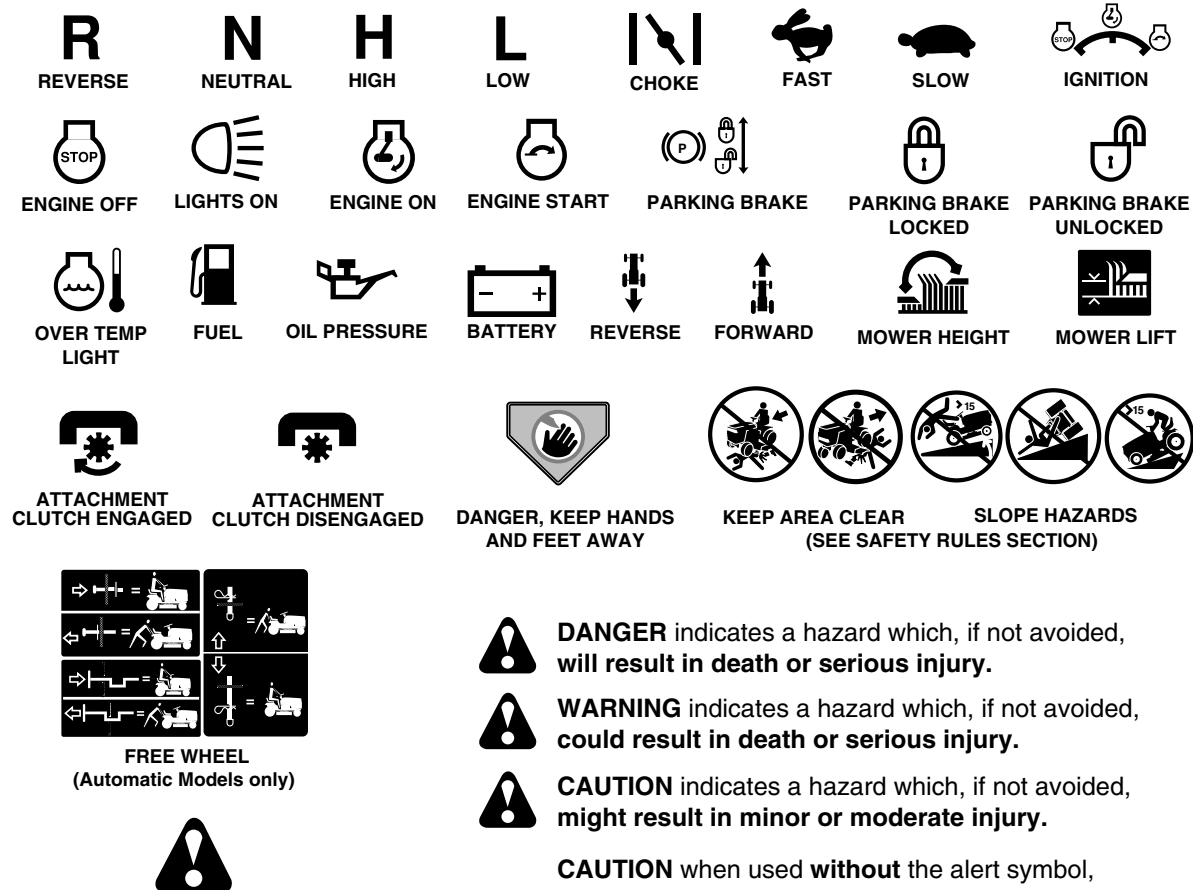 R N H L
REVERSE NEUTRAL HIGH LOW CHOKE FAST SLOW IGNITION
STOP
STOP
P
ENGINE OFF LIGHTS ON ENGINE ON ENGINE START PARKING BRAKE PARKING BRAKE LOCKED PARKING BRAKE UNLOCKED
OVER TEMP LIGHT FUEL OIL PRESSURE BATTERY REVERSE FORWARD MOWER HEIGHT MOWER LIFT
>15
>15
ATTACHMENT
CLUTCH ENGAGED
ATTACHMENT
CLUTCH DISENGAGED
DANGER, KEEP HANDS
AND FEET AWAY
KEEP AREA CLEAR SLOPE HAZARDS
(SEE SAFETY RULES SECTION)
FREE WHEEL
(Automatic Models only)
DANGER indicates a hazard which, if not avoided,
will result in death or serious injury.
WARNING indicates a hazard which, if not avoided,
could result in death or serious injury.
CAUTION indicates a hazard which, if not avoided,
might result in minor or moderate injury.
CAUTION when used without the alert symbol,